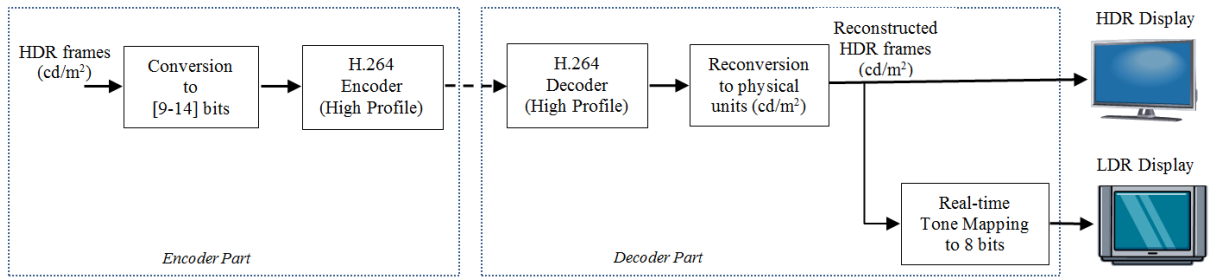 HDR frames
(cd/m²)
Conversion
to
[9-14] bits
H.264
Encoder
(High Profile)
Encoder Part
H.264
Decoder
(High Profile)
Reconversion
to physical
units (cd/m²)
Reconstructed
HDR frames
(cd/m²)
Real-time
Tone Mapping
to 8 bits
Decoder Part
HDR Display
LDR Display